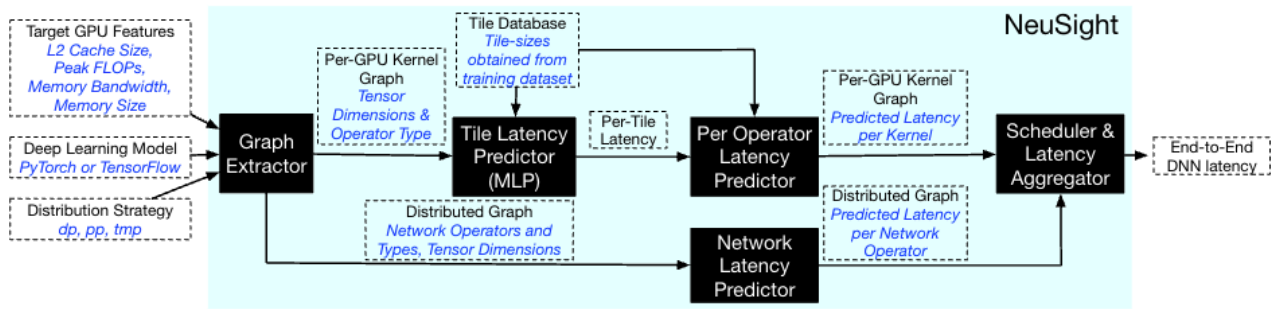 NeuSight
Target GPU Features
L2 Cache Size,
Peak FLOPs,
Memory Bandwidth,
Memory Size
Deep Learning Model
PyTorch or TensorFlow
Distribution Strategy
dp, pp, tmp
Graph
Extractor
Per-GPU Kernel
Graph
Tensor
Dimensions &
Operator Type
Tile Database
Tile-sizes
obtained from
training dataset
Tile Latency
Predictor
(MLP)
Per-Tile
Latency
Per Operator
Latency
Predictor
Per-GPU Kernel
Graph
Predicted Latency
per Kernel
Scheduler &
Latency
Aggregator
End-to-End
DNN latency
Distributed Graph
Network Operators and
Types, Tensor Dimensions
Network
Latency
Predictor
Distributed Graph
Predicted Latency
per Network
Operator